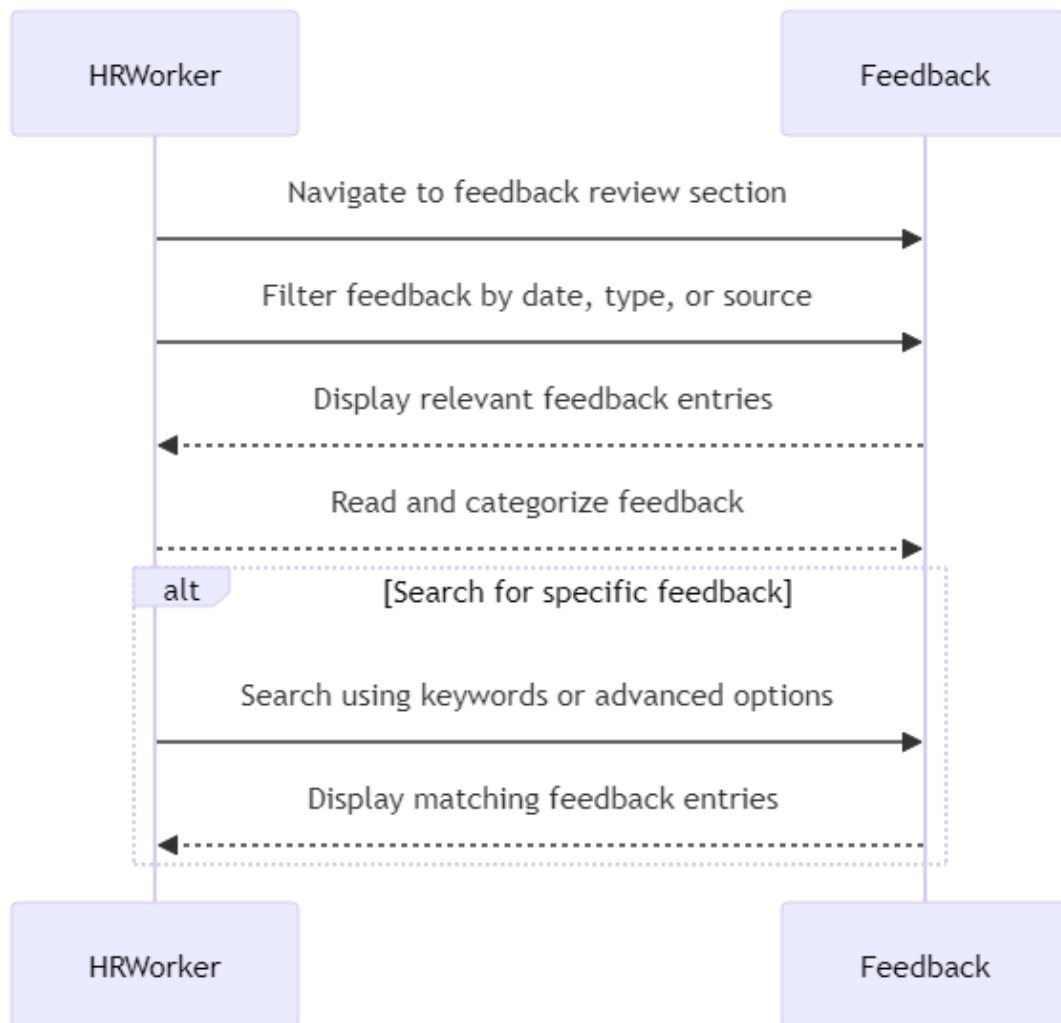 HRWorker
Feedback
Navigate to feedback review section
Filter feedback by date, type, or source
Display relevant feedback entries
Read and categorize feedback
alt
[Search for specific feedback]
Search using keywords or advanced options
Display matching feedback entries
HRWorker
Feedback